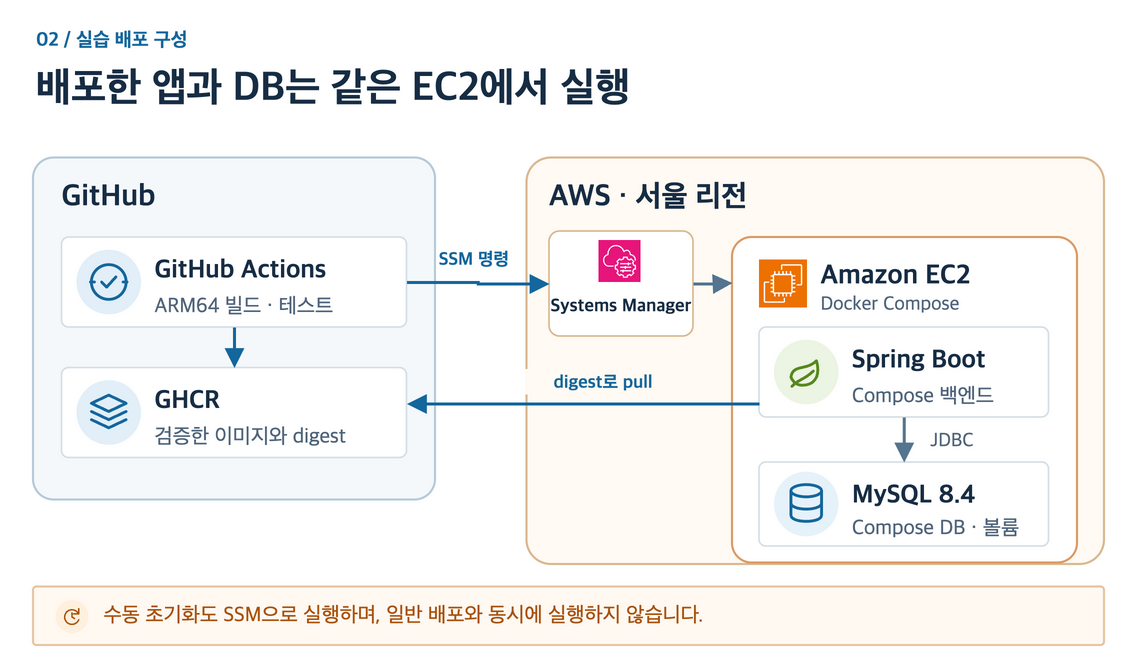 02 / 실습 배포 구성
배포한 앱과 DB는 같은 EC2에서 실행
GitHub
GitHub Actions
ARM64 빌드 · 테스트
GHCR
검증한 이미지와 digest
SSM 명령
digest로 pull
AWS · 서울 리전
Systems Manager
Amazon EC2
Docker Compose
Spring Boot
Compose 백엔드
JDBC
MySQL 8.4
Compose DB · 볼륨
수동 초기화도 SSM으로 실행하며, 일반 배포와 동시에 실행하지 않습니다.